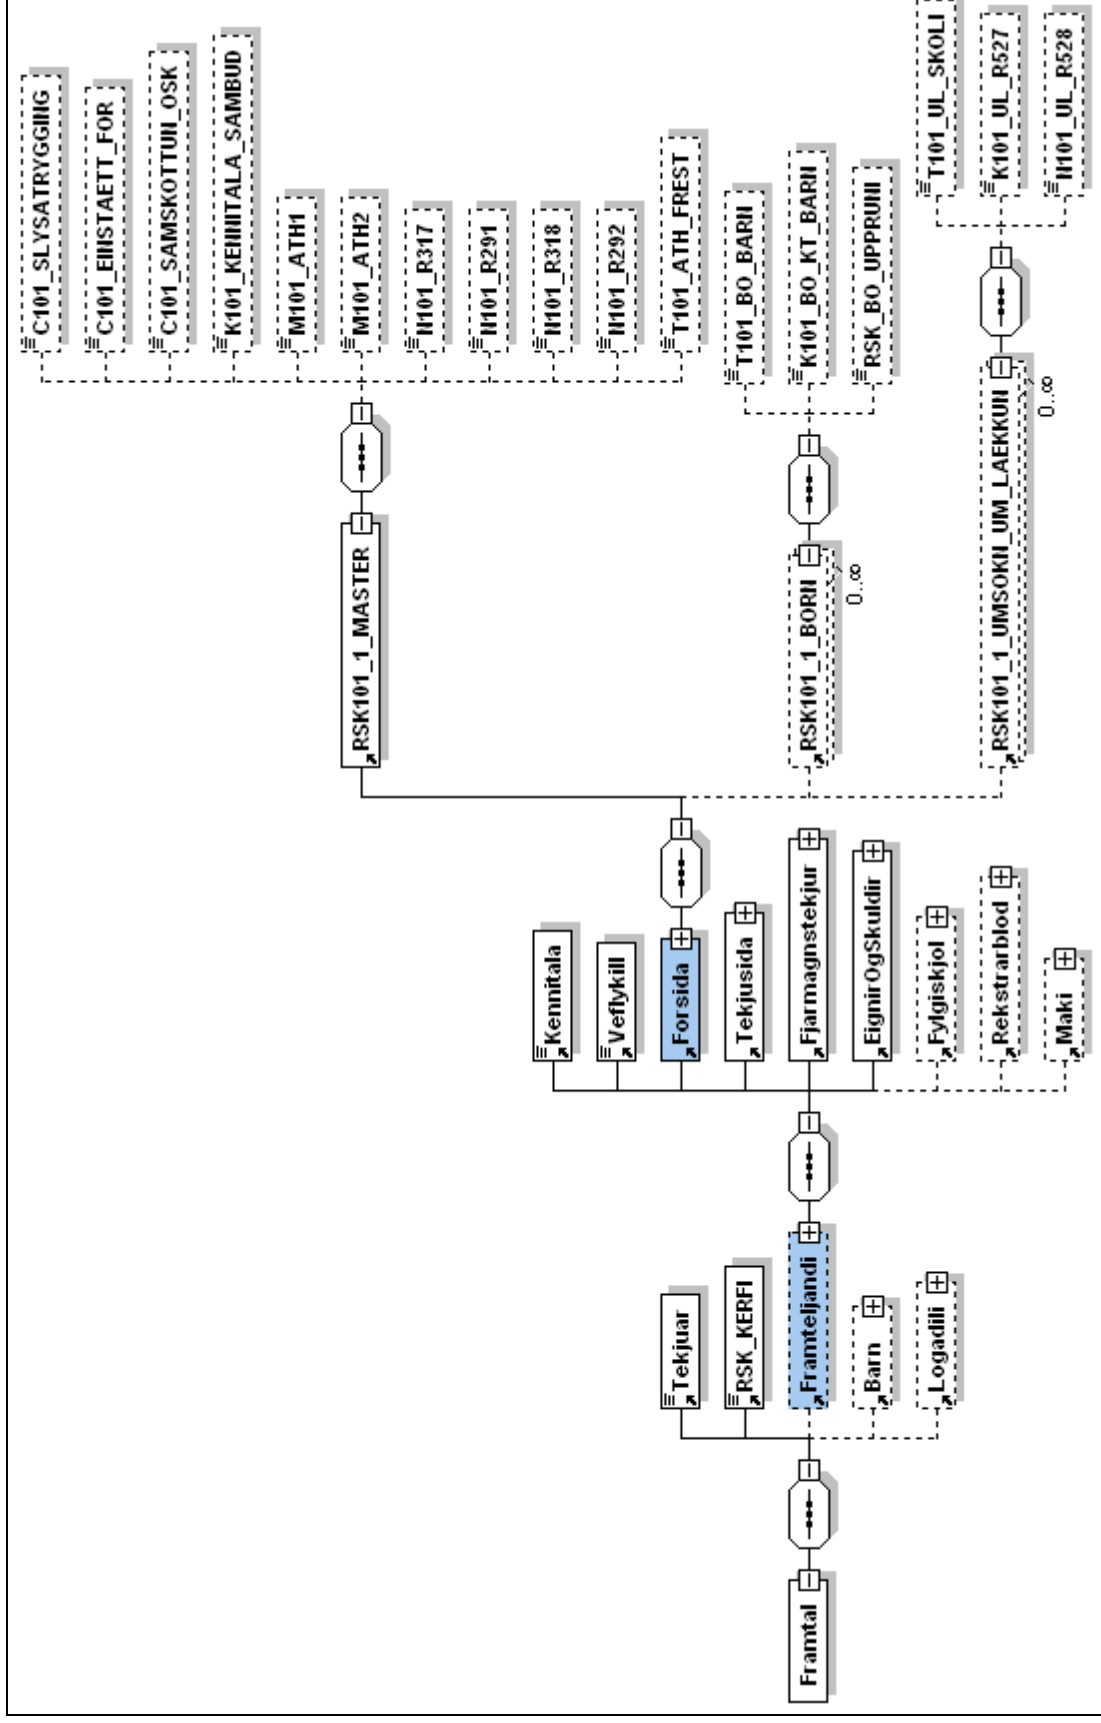 Framtal
Tekjuar
RSK_KERFI
Framteljandi
Barn
Logadili
Kennitala
Veflykill
Forsida
Tekjusida
Fjarmagnstekjur
EignirOgSkuldir
Fylgiskjol
Rekstrarblod
Maki
RSK101_1_MASTER
C101_SLYSATRYGGING
C101_EINSTAETT_FOR
C101_SAMSKOTTUN_OSK
K101_KENNITALA_SAMBUD
M101_ATH1
M101_ATH2
N101_R317
N101_R291
N101_R318
N101_R292
T101_ATH_FREST
RSK101_1_BORN
0..∞
T101_BO_BARN
K101_BO_KT_BARN
RSK_BO_UPPRUNI
RSK101_1_UMSOKN_UM_LAEKKUN
0..∞
T101_UL_SKOLI
K101_UL_R527
N101_UL_R528